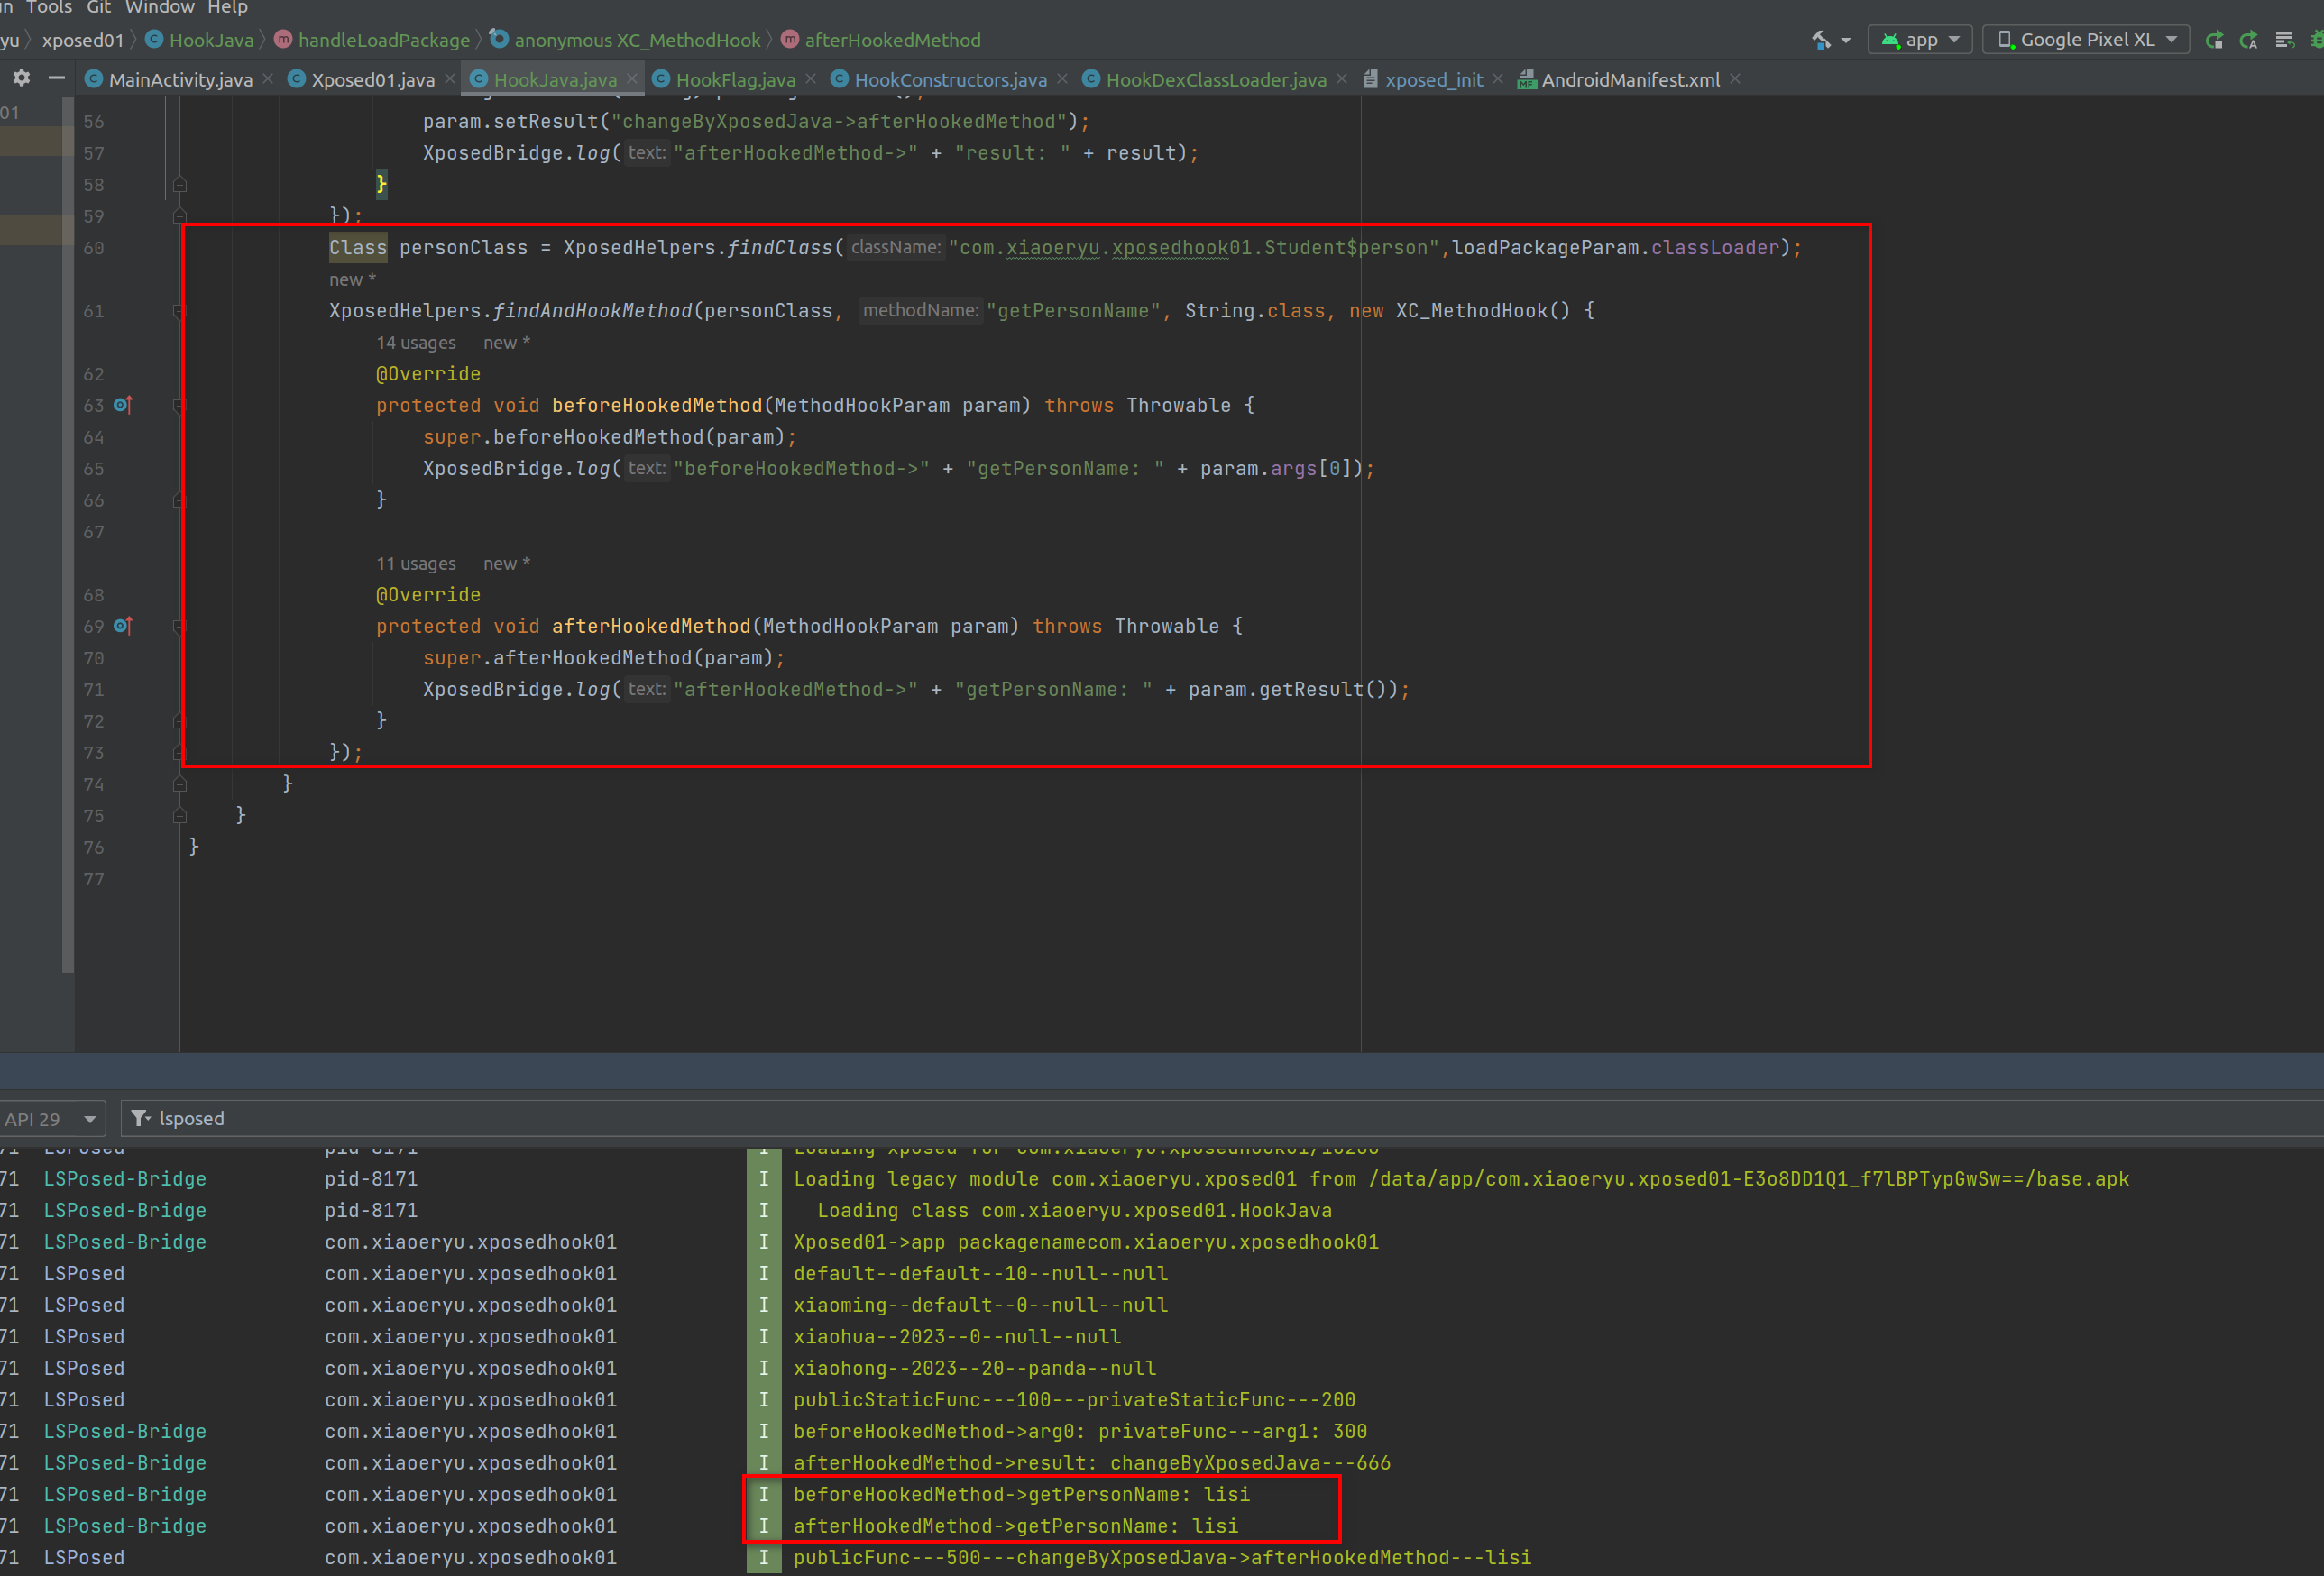 Tools Git Window Help
yu xposed01 HookJava handleLoadPackage anonymous XC_MethodHook afterHookedMethod app Google Pixel XL
MainActivity.java Xposed01.java HookJava.java HookFlag.java HookConstructors.java HookDexClassLoader.java xposed_init AndroidManifest.xml
01
56 param.setResult("changeByXposedJava->afterHookedMethod");
57 XposedBridge.log( text: "afterHookedMethod->" + "result: " + result);
58 }
59 });
60 Class personClass = XposedHelpers.findClass( className: "com.xiaoeryu.xposedhook01.Student$person",loadPackageParam.classLoader);
new *
61 XposedHelpers.findAndHookMethod(personClass, methodName: "getPersonName", String.class, new XC_MethodHook() {
14 usages new *
62 @Override
63 protected void beforeHookedMethod(MethodHookParam param) throws Throwable {
64 super.beforeHookedMethod(param);
65 XposedBridge.log( text: "beforeHookedMethod->" + "getPersonName: " + param.args[0]);
66 }
67
11 usages new *
68 @Override
69 protected void afterHookedMethod(MethodHookParam param) throws Throwable {
70 super.afterHookedMethod(param);
71 XposedBridge.log( text: "afterHookedMethod->" + "getPersonName: " + param.getResult());
72 }
73 });
74 }
75 }
76 }
77
API 29 lsposed
71 LSPosed pid-8171 I
71 LSPosed-Bridge pid-8171 I Loading legacy module com.xiaoeryu.xposed01 from /data/app/com.xiaoeryu.xposed01-E3o8DD1Q1_f7lBPTypGwSw==/base.apk
71 LSPosed-Bridge pid-8171 I Loading class com.xiaoeryu.xposed01.HookJava
71 LSPosed-Bridge com.xiaoeryu.xposedhook01 I Xposed01->app packagenamecom.xiaoeryu.xposedhook01
71 LSPosed com.xiaoeryu.xposedhook01 I default--default--10--null--null
71 LSPosed com.xiaoeryu.xposedhook01 I xiaoming--default--0--null--null
71 LSPosed com.xiaoeryu.xposedhook01 I xiaohua--2023--0--null--null
71 LSPosed com.xiaoeryu.xposedhook01 I xiaohong--2023--20--panda--null
71 LSPosed com.xiaoeryu.xposedhook01 I publicStaticFunc---100---privateStaticFunc---200
71 LSPosed-Bridge com.xiaoeryu.xposedhook01 I beforeHookedMethod->arg0: privateFunc---arg1: 300
71 LSPosed-Bridge com.xiaoeryu.xposedhook01 I afterHookedMethod->result: changeByXposedJava---666
71 LSPosed-Bridge com.xiaoeryu.xposedhook01 I beforeHookedMethod->getPersonName: lisi
71 LSPosed-Bridge com.xiaoeryu.xposedhook01 I afterHookedMethod->getPersonName: lisi
71 LSPosed com.xiaoeryu.xposedhook01 I publicFunc---500---changeByXposedJava->afterHookedMethod---lisi